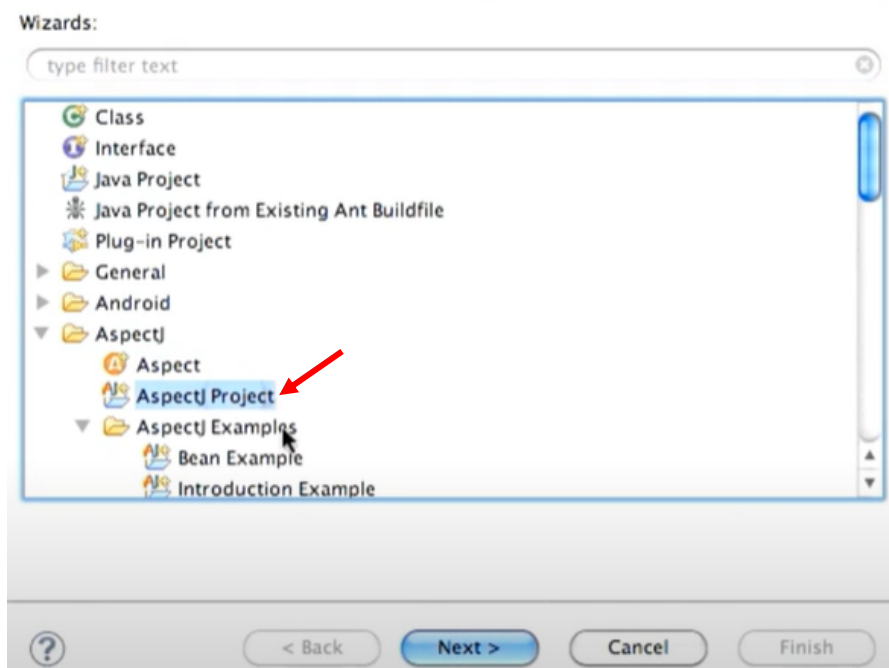 Wizards:
type filter text
Class
Interface
Java Project
Java Project from Existing Ant Buildfile
Plug-in Project
General
Android
AspectJ
Aspect
AspectJ Project
AspectJ Examples
Bean Example
Introduction Example
< Back Next > Cancel Finish